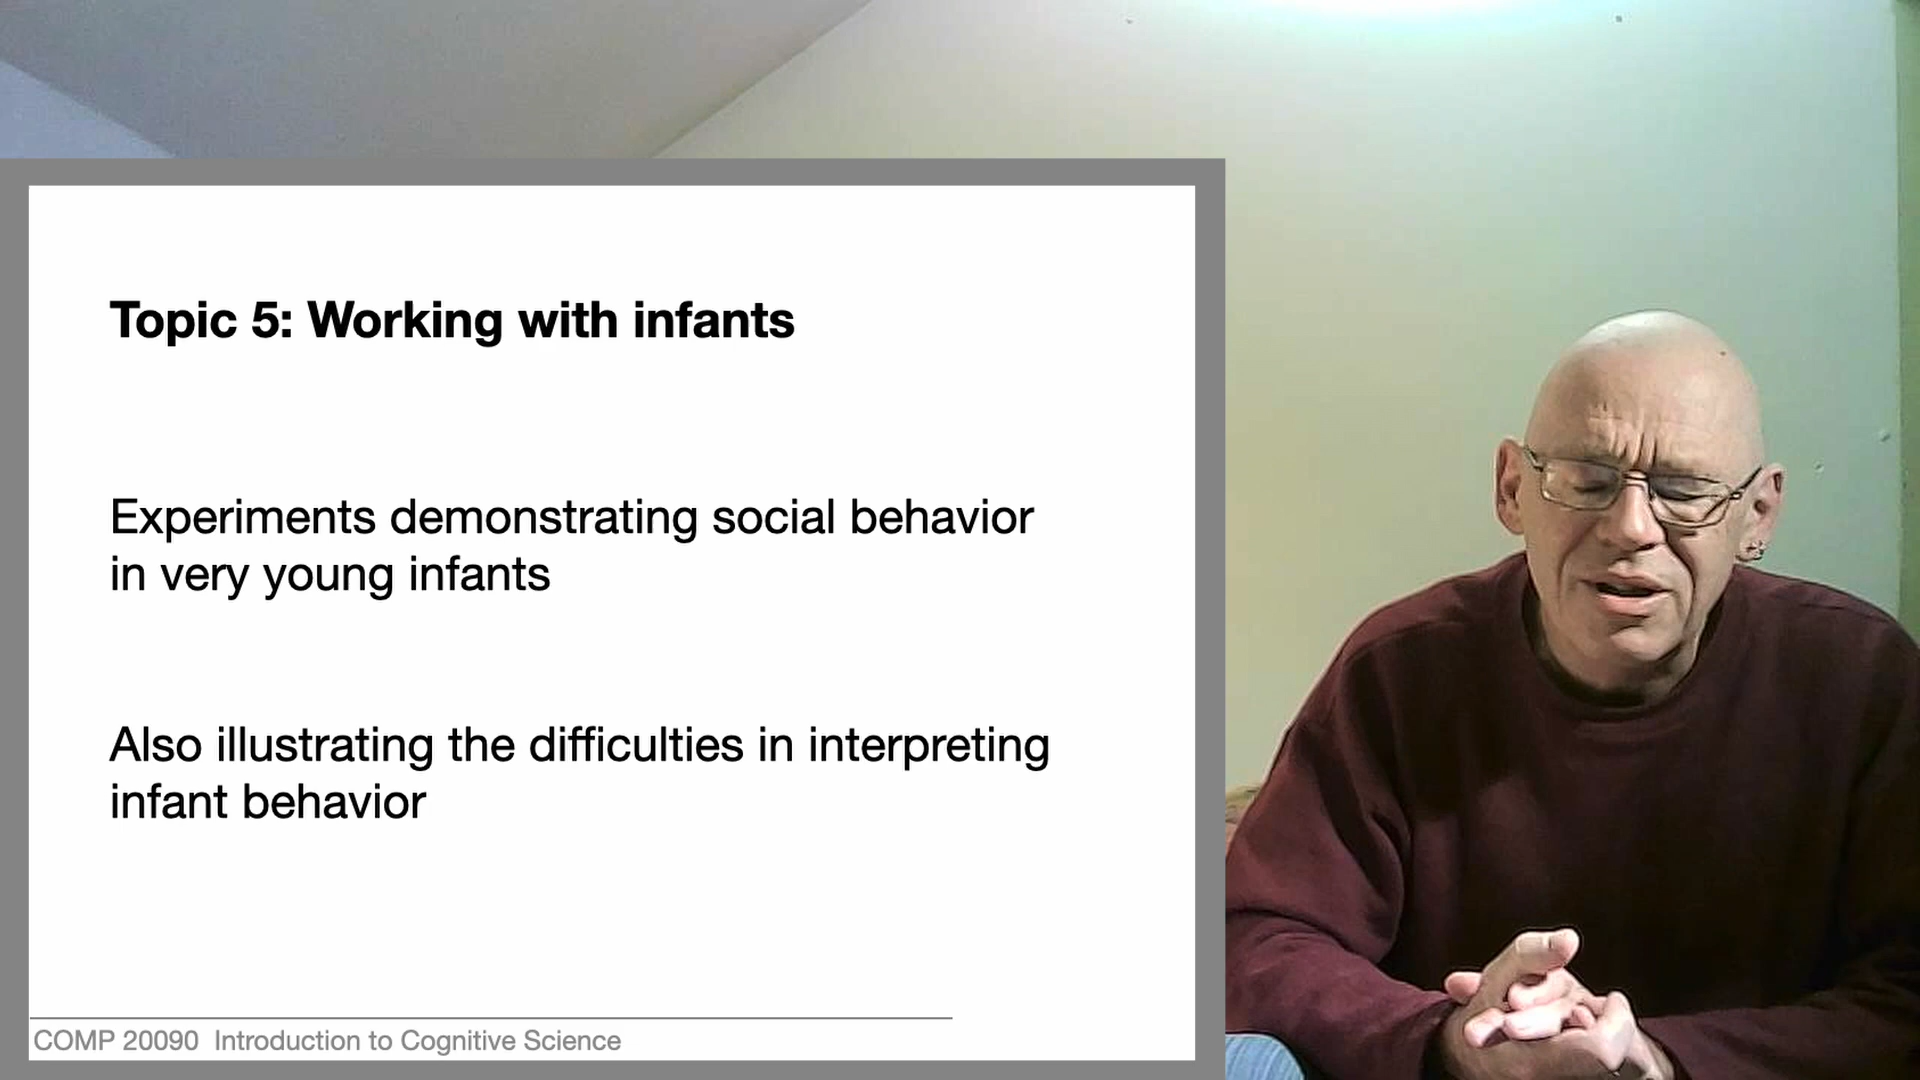 Topic 5: Working with infants
Experiments demonstrating social behavior
in very young infants
Also illustrating the difficulties in interpreting
infant behavior
COMP 20090 Introduction to Cognitive Science